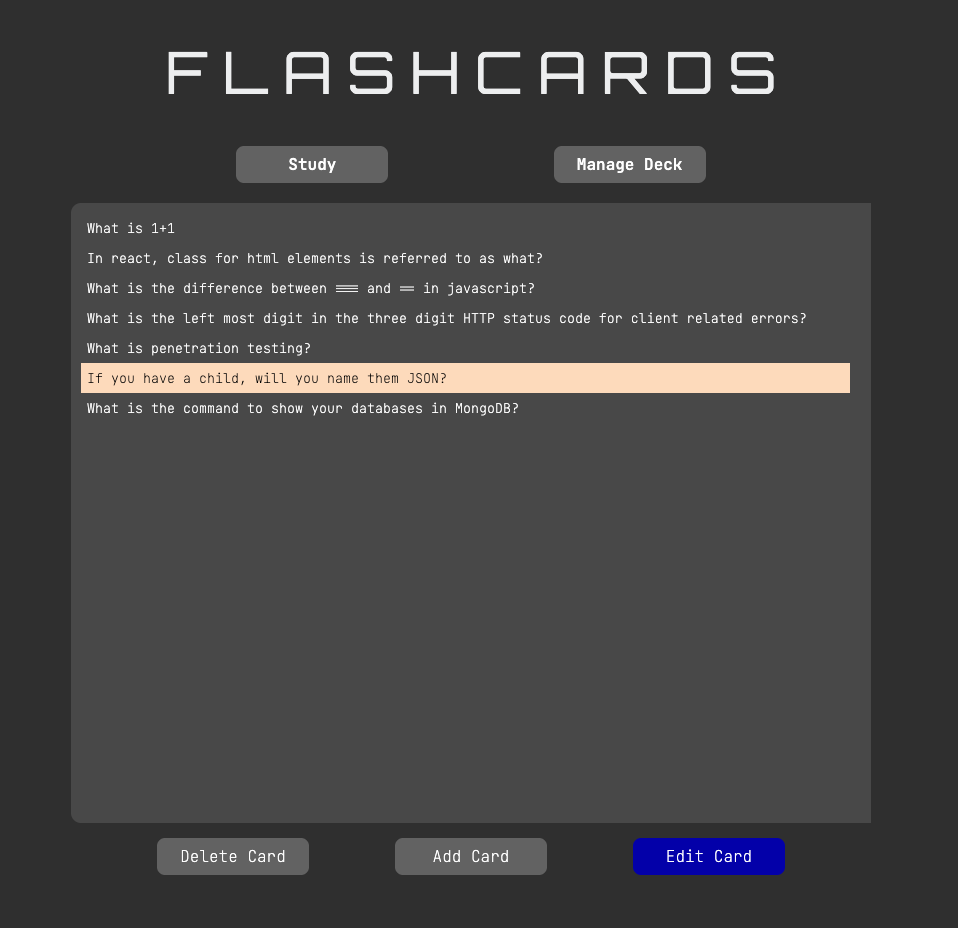 FLASHCARDS
Study
Manage Deck
What is 1+1
In react, class for html elements is referred to as what?
What is the difference between === and == in javascript?
What is the left most digit in the three digit HTTP status code for client related errors?
What is penetration testing?
If you have a child, will you name them JSON?
What is the command to show your databases in MongoDB?
Delete Card
Add Card
Edit Card